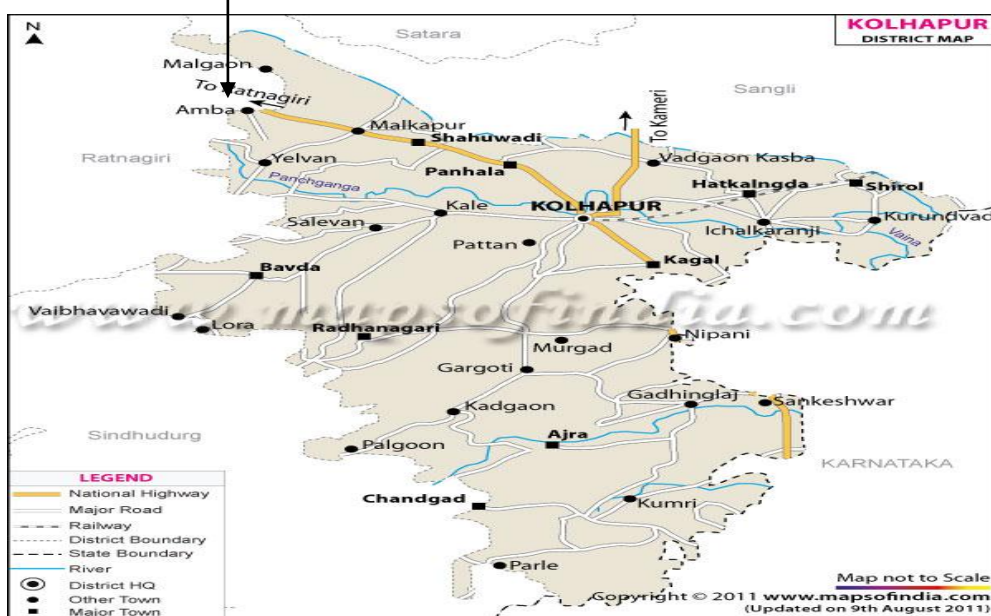 N
KOLHAPUR
DISTRICT MAP
Satara
Malgaon
To Ratnagiri
Sangli
Amba
Malkapur
To Kameri
Shahuwadi
Ratnagiri
Yelvan
Panhala
Vadgaon Kasba
Panchganga
Hatkalngda
Shirol
Kale
KOLHAPUR
Salevan
Ichalkaranji
Kurundvad
Pattan
Vaina
Bavda
Kagal
www.mapsofindia.com
Vaibhavawadi
Lora
Radhanagari
Murgad
Nipani
Gargoti
Gadhinglaj
Sankeshwar
Kadgaon
Sindhudurg
Palgoon
Ajra
KARNATAKA
LEGEND
National Highway
Major Road
Railway
District Boundary
State Boundary
River
District HQ
Other Town
Major Town
Chandgad
Kumri
Parle
Map not to Scale
Copyright © 2011 www.mapsofindia.com
(Updated on 9th August 2011)